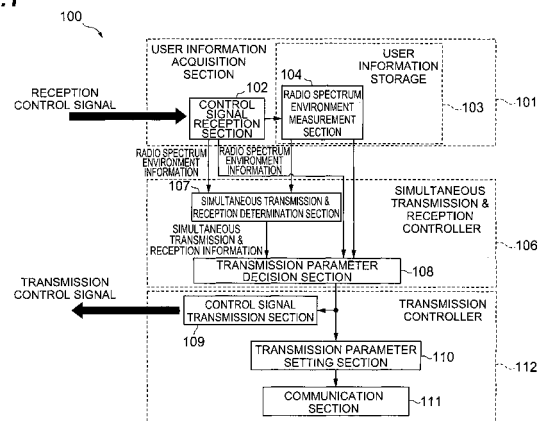 100
USER INFORMATION
ACQUISITION
SECTION
USER
INFORMATION
STORAGE
102
104
RECEPTION
CONTROL SIGNAL
CONTROL
SIGNAL
RECEPTION
SECTION
RADIO SPECTRUM
ENVIRONMENT
MEASUREMENT
SECTION
103
101
RADIO SPECTRUM
ENVIRONMENT
INFORMATION
RADIO SPECTRUM
ENVIRONMENT
INFORMATION
107
SIMULTANEOUS TRANSMISSION &
RECEPTION DETERMINATION SECTION
SIMULTANEOUS
TRANSMISSION &
RECEPTION
CONTROLLER
106
SIMULTANEOUS
TRANSMISSION &
RECEPTION INFORMATION
TRANSMISSION PARAMETER
DECISION SECTION
108
TRANSMISSION
CONTROL SIGNAL
CONTROL SIGNAL
TRANSMISSION SECTION
109
TRANSMISSION
CONTROLLER
TRANSMISSION PARAMETER
SETTING SECTION
110
112
COMMUNICATION
SECTION
111